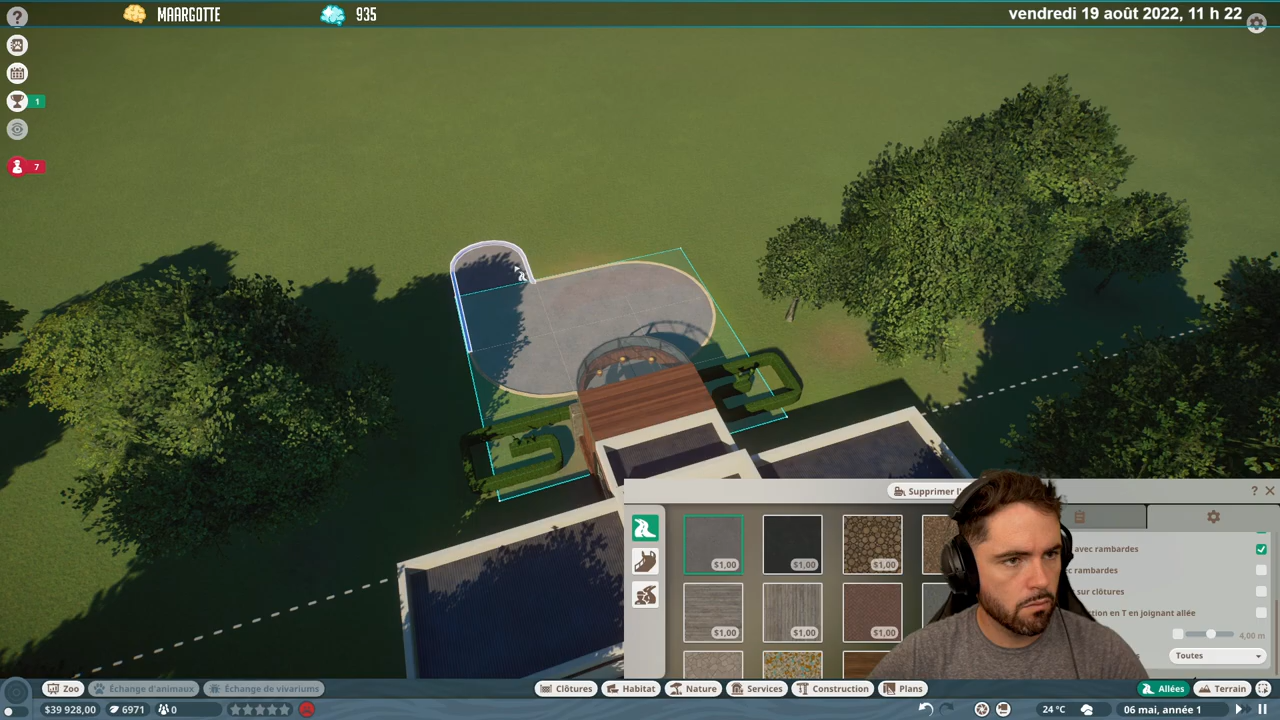 ?
MAARGOTTE
935
vendredi 19 août 2022, 11 h 22
1
7
Supprimer l'
?
$1,00
$1,00
$1,00
avec rambardes
rambardes
sur clôtures
en T en joignant allée
$1,00
$1,00
$1,00
4,00 m
Toutes
Zoo
Échange d'animaux
Échange de vivariums
Clôtures
Habitat
Nature
Services
Construction
Plans
Allées
Terrain
$39 928,00
6971
0
24 °C
06 mai, année 1